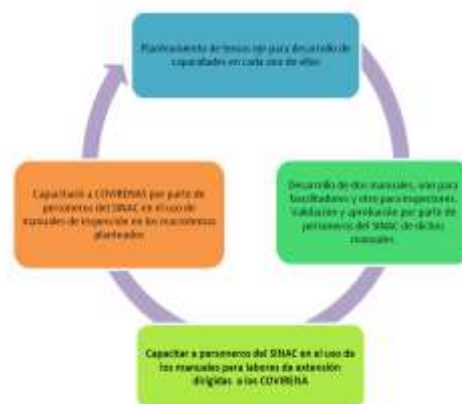 Planteamiento de temas eje para desarrollo de
capacidades en cada uno de ellos
Desarrollo de dos manuales, uno para
facilitadores y otro para inspectores.
Validación y aprobación por parte de
personeros del SINAC de dichos
manuales.
Capacitar a personeros del SINAC en el uso de
los manuales para labores de extensión
dirigidas a los COVIRENA
Capacitarán a COVIRENAS por parte de
personeros del SINAC en el uso de
manuales de inspección en los macrotemas
planteados